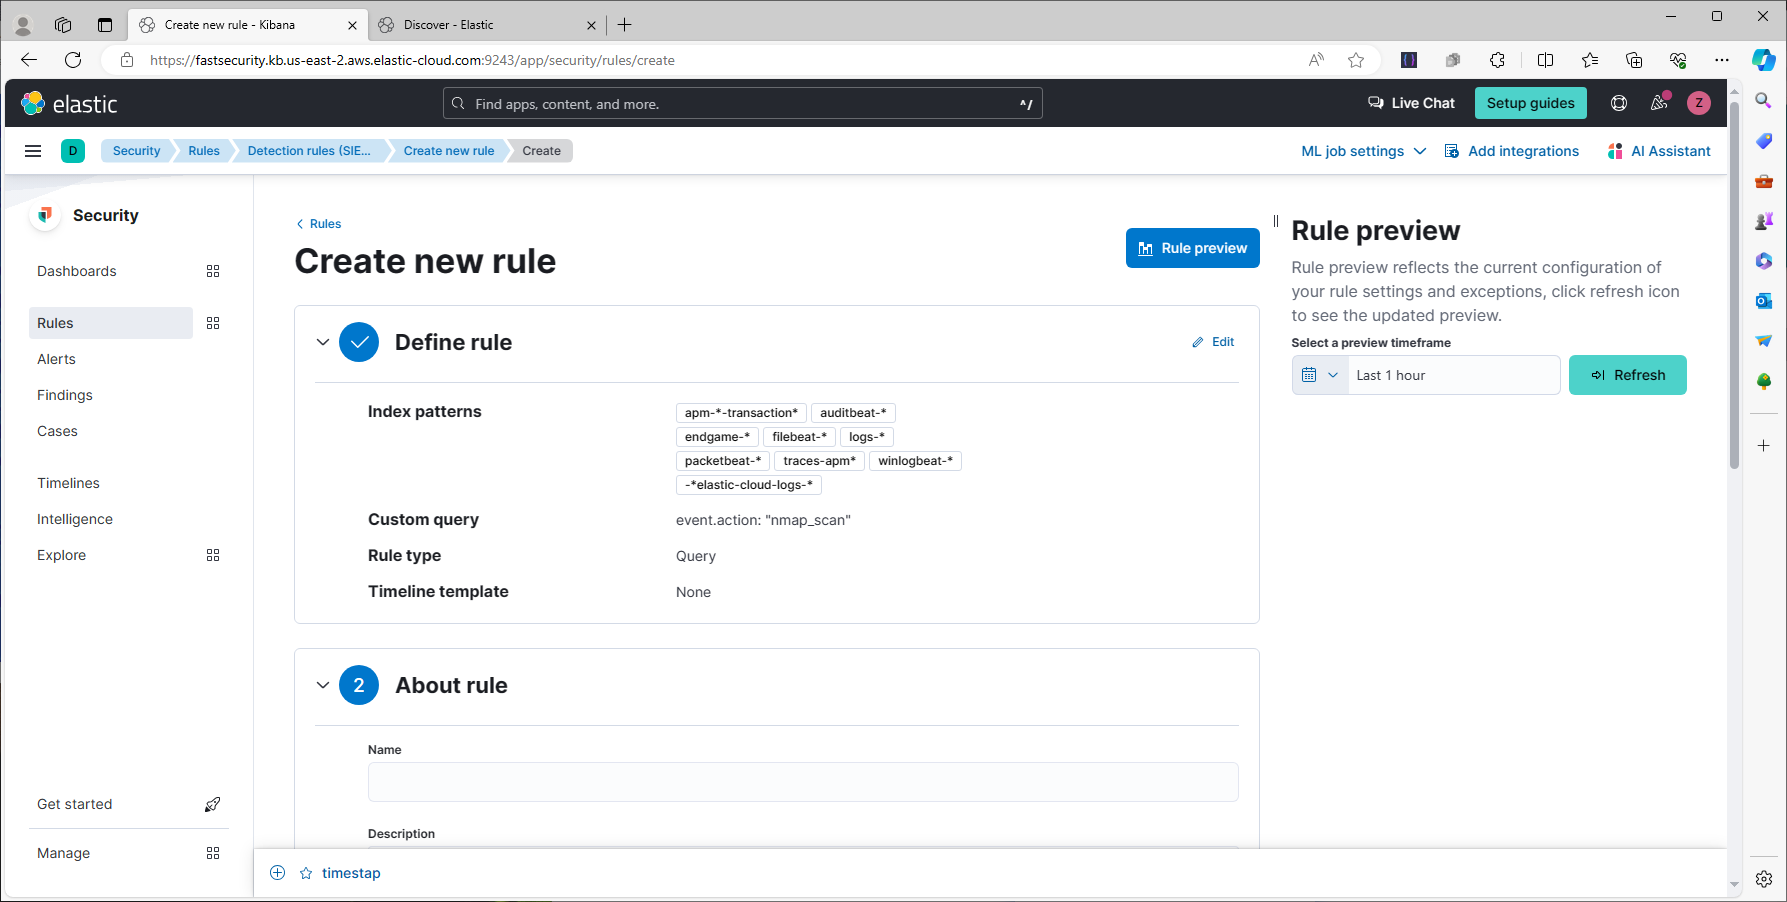 Create new rule - Kibana
Discover - Elastic
https://fastsecurity.kb.us-east-2.aws.elastic-cloud.com:9243/app/security/rules/create
elastic
Find apps, content, and more.
^/
Live Chat
Setup guides
Z
D
Security
Rules
Detection rules (SIE...
Create new rule
Create
ML job settings
Add integrations
AI Assistant
Security
Dashboards
Rules
Alerts
Findings
Cases
Timelines
Intelligence
Explore
Get started
Manage
Rules
Create new rule
Rule preview
Define rule
Edit
Index patterns
apm-*-transaction* auditbeat-*
endgame-* filebeat-* logs-*
packetbeat-* traces-apm* winlogbeat-*
-*elastic-cloud-logs-*
Custom query
event.action: "nmap_scan"
Rule type
Query
Timeline template
None
2
About rule
Name
Description
timestap
Rule preview
Rule preview reflects the current configuration of
your rule settings and exceptions, click refresh icon
to see the updated preview.
Select a preview timeframe
Last 1 hour
Refresh